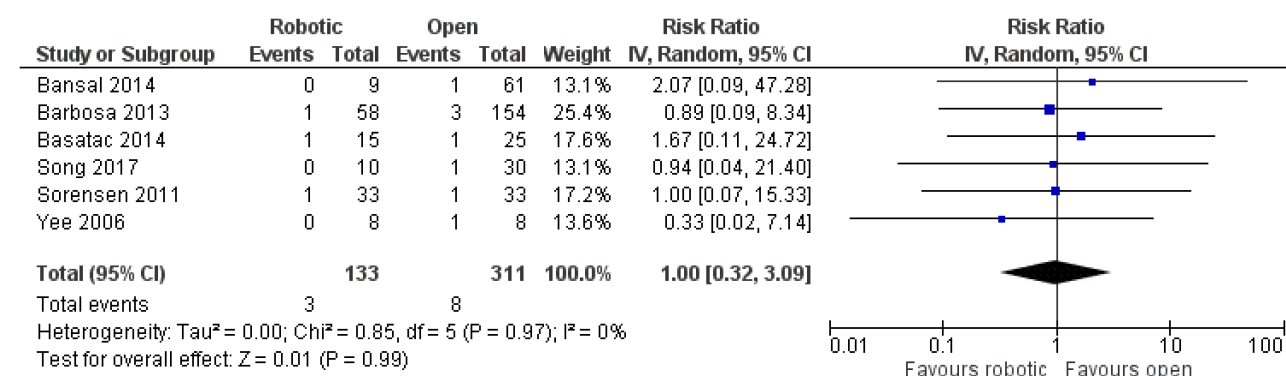 Robotic Open Risk Ratio Risk Ratio
Study or Subgroup Events Total Events Total Weight IV, Random, 95% CI IV, Random, 95% CI
Bansal 2014 0 9 1 61 13.1% 2.07 [0.09, 47.28]
Barbosa 2013 1 58 3 154 25.4% 0.89 [0.09, 8.34]
Basatac 2014 1 15 1 25 17.6% 1.67 [0.11, 24.72]
Song 2017 0 10 1 30 13.1% 0.94 [0.04, 21.40]
Sorensen 2011 1 33 1 33 17.2% 1.00 [0.07, 15.33]
Yee 2006 0 8 1 8 13.6% 0.33 [0.02, 7.14]
Total (95% CI) 133 311 100.0% 1.00 [0.32, 3.09]
Total events 3 8
Heterogeneity: Tau² = 0.00; Chi² = 0.85, df = 5 (P = 0.97); I² = 0%
Test for overall effect: Z = 0.01 (P = 0.99)
0.01 0.1 1 10 100
Favours robotic Favours open